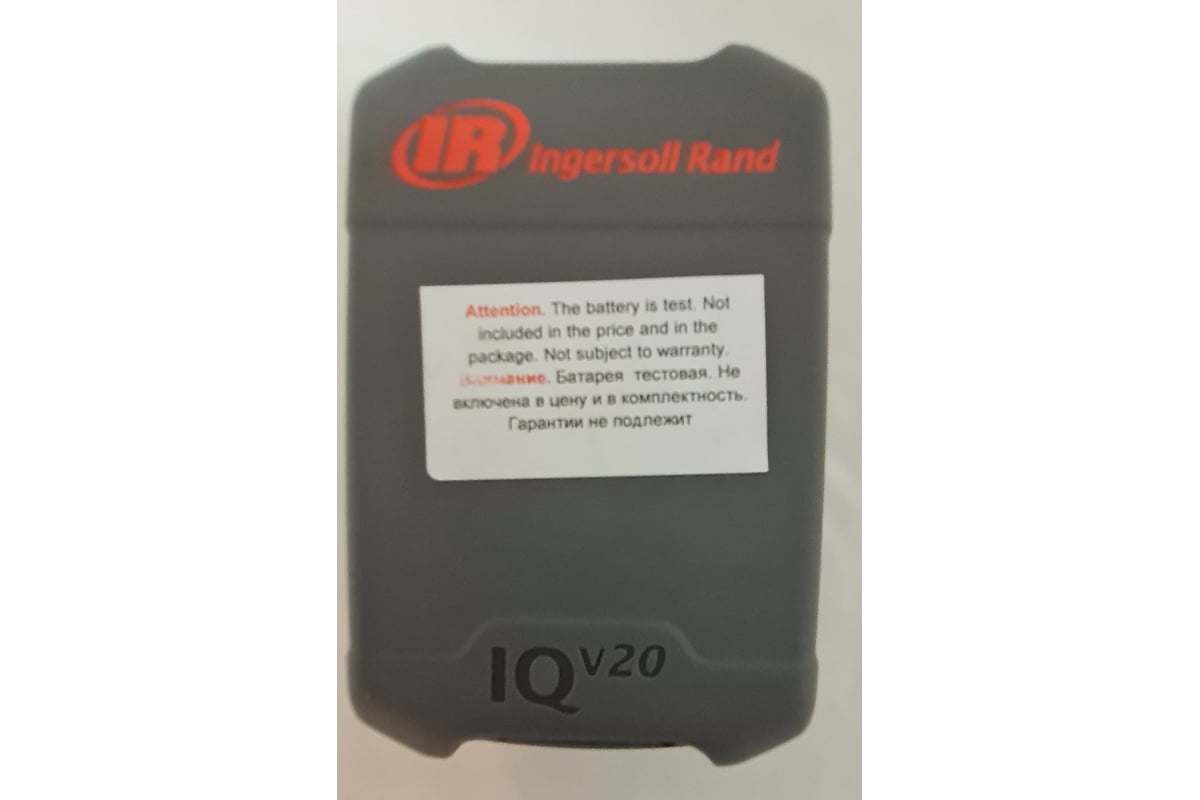 IR Ingersoll Rand
Attention. The battery is test. Not
included in the price and in the
package. Not subject to warranty.
Внимание. Батарея тестовая. Не
включена в цену и в комплектность.
Гарантии не подлежит
IQV20